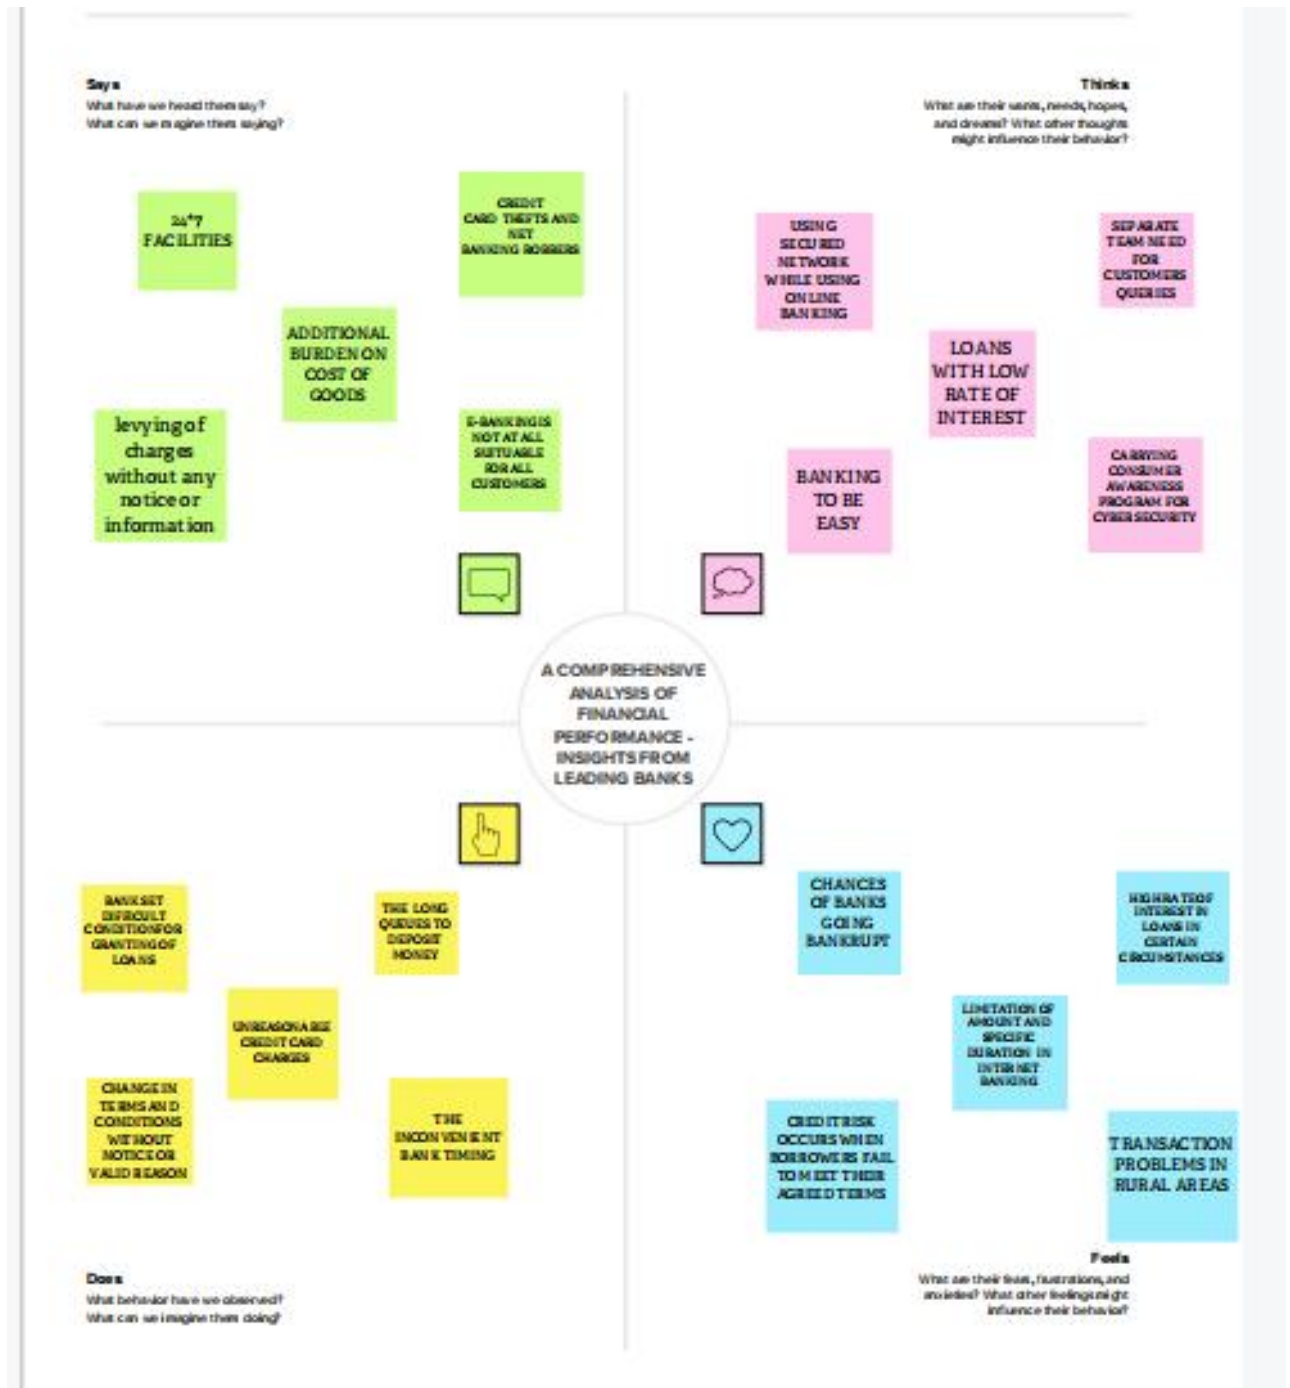 Says
What have we heard them say?
What can we imagine them saying?
24*7
FACILITIES
CREDIT
CARD THEFTS AND
NET
BANKING ROBBERS
ADDITIONAL
BURDEN ON
COST OF
GOODS
levying of
charges
without any
notice or
information
E-BANKING IS
NOT AT ALL
SUITUABLE
FOR ALL
CUSTOMERS
Thinks
What are their wants, needs, hopes,
and dreams? What other thoughts
might influence their behavior?
USING
SECURED
NETWORK
WHILE USING
ONLINE
BANKING
SEPARATE
TEAM NEED
FOR
CUSTOMERS
QUERIES
LOANS
WITH LOW
RATE OF
INTEREST
BANKING
TO BE
EASY
CARRYING
CONSUMER
AWARENESS
PROGRAM FOR
CYBER SECURITY
A COMPREHENSIVE
ANALYSIS OF
FINANCIAL
PERFORMANCE -
INSIGHTS FROM
LEADING BANKS
BANK SET
DIFFICULT
CONDITION FOR
GRANTING OF
LOANS
THE LONG
QUEUES TO
DEPOSIT
MONEY
UNREASONABLE
CREDIT CARD
CHARGES
CHANGE IN
TERMS AND
CONDITIONS
WITHOUT
NOTICE OR
VALID REASON
THE
INCONVENIENT
BANK TIMING
Does
What behavior have we observed?
What can we imagine them doing?
CHANCES
OF BANKS
GOING
BANKRUPT
HIGH RATE OF
INTEREST IN
LOANS IN
CERTAIN
CIRCUMSTANCES
LIMITATION OF
AMOUNT AND
SPECIFIC
DURATION IN
INTERNET
BANKING
CREDIT RISK
OCCURS WHEN
BORROWERS FAIL
TO MEET THEIR
AGREED TERMS
TRANSACTION
PROBLEMS IN
RURAL AREAS
Feels
What are their fears, frustrations, and
anxieties? What other feelings might
influence their behavior?